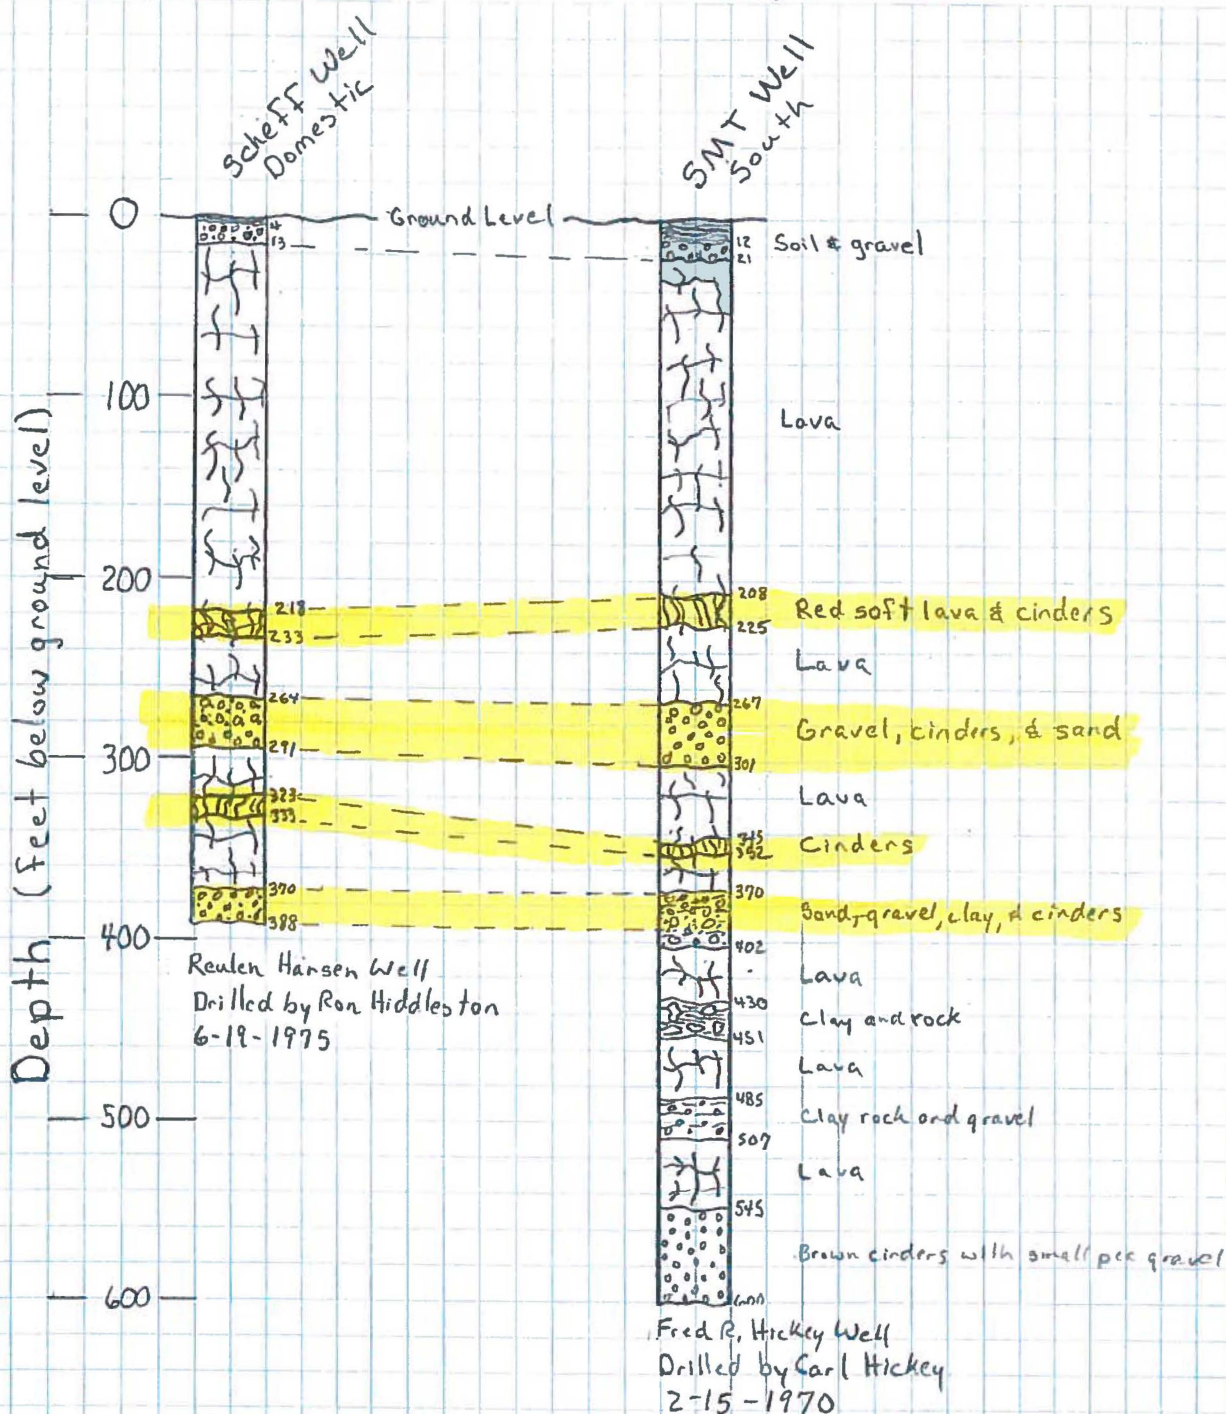 Scheff Well
Domestic
SMT Well
South
Depth (feet below ground level)
0
100
200
300
400
500
600
Ground Level
4
13
218
233
264
291
323
333
370
388
Reulen Hansen Well
Drilled by Ron Hiddleston
6-19-1975
12
21
208
225
267
301
345
352
370
402
430
451
485
507
545
600
Soil & gravel
Lava
Red soft lava & cinders
Lava
Gravel, cinders, & sand
Lava
Cinders
Sand, gravel, clay, & cinders
Lava
Clay and rock
Lava
Clay rock and gravel
Lava
Brown cinders with small pea gravel
Fred R. Hickey Well
Drilled by Carl Hickey
2-15-1970